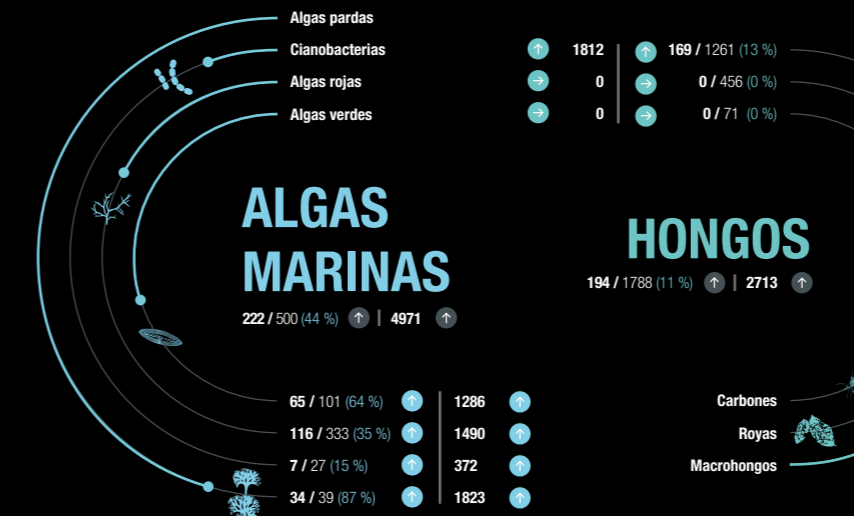 Algas pardas
Cianobacterias
Algas rojas
Algas verdes
1812 169 / 1261 (13 %)
0 0 / 456 (0 %)
0 0 / 71 (0 %)
ALGAS
MARINAS
222 / 500 (44 %) 4971
HONGOS
194 / 1788 (11 %) 2713
65 / 101 (64 %) 1286
116 / 333 (35 %) 1490
7 / 27 (15 %) 372
34 / 39 (87 %) 1823
Carbones
Royas
Macrohongos